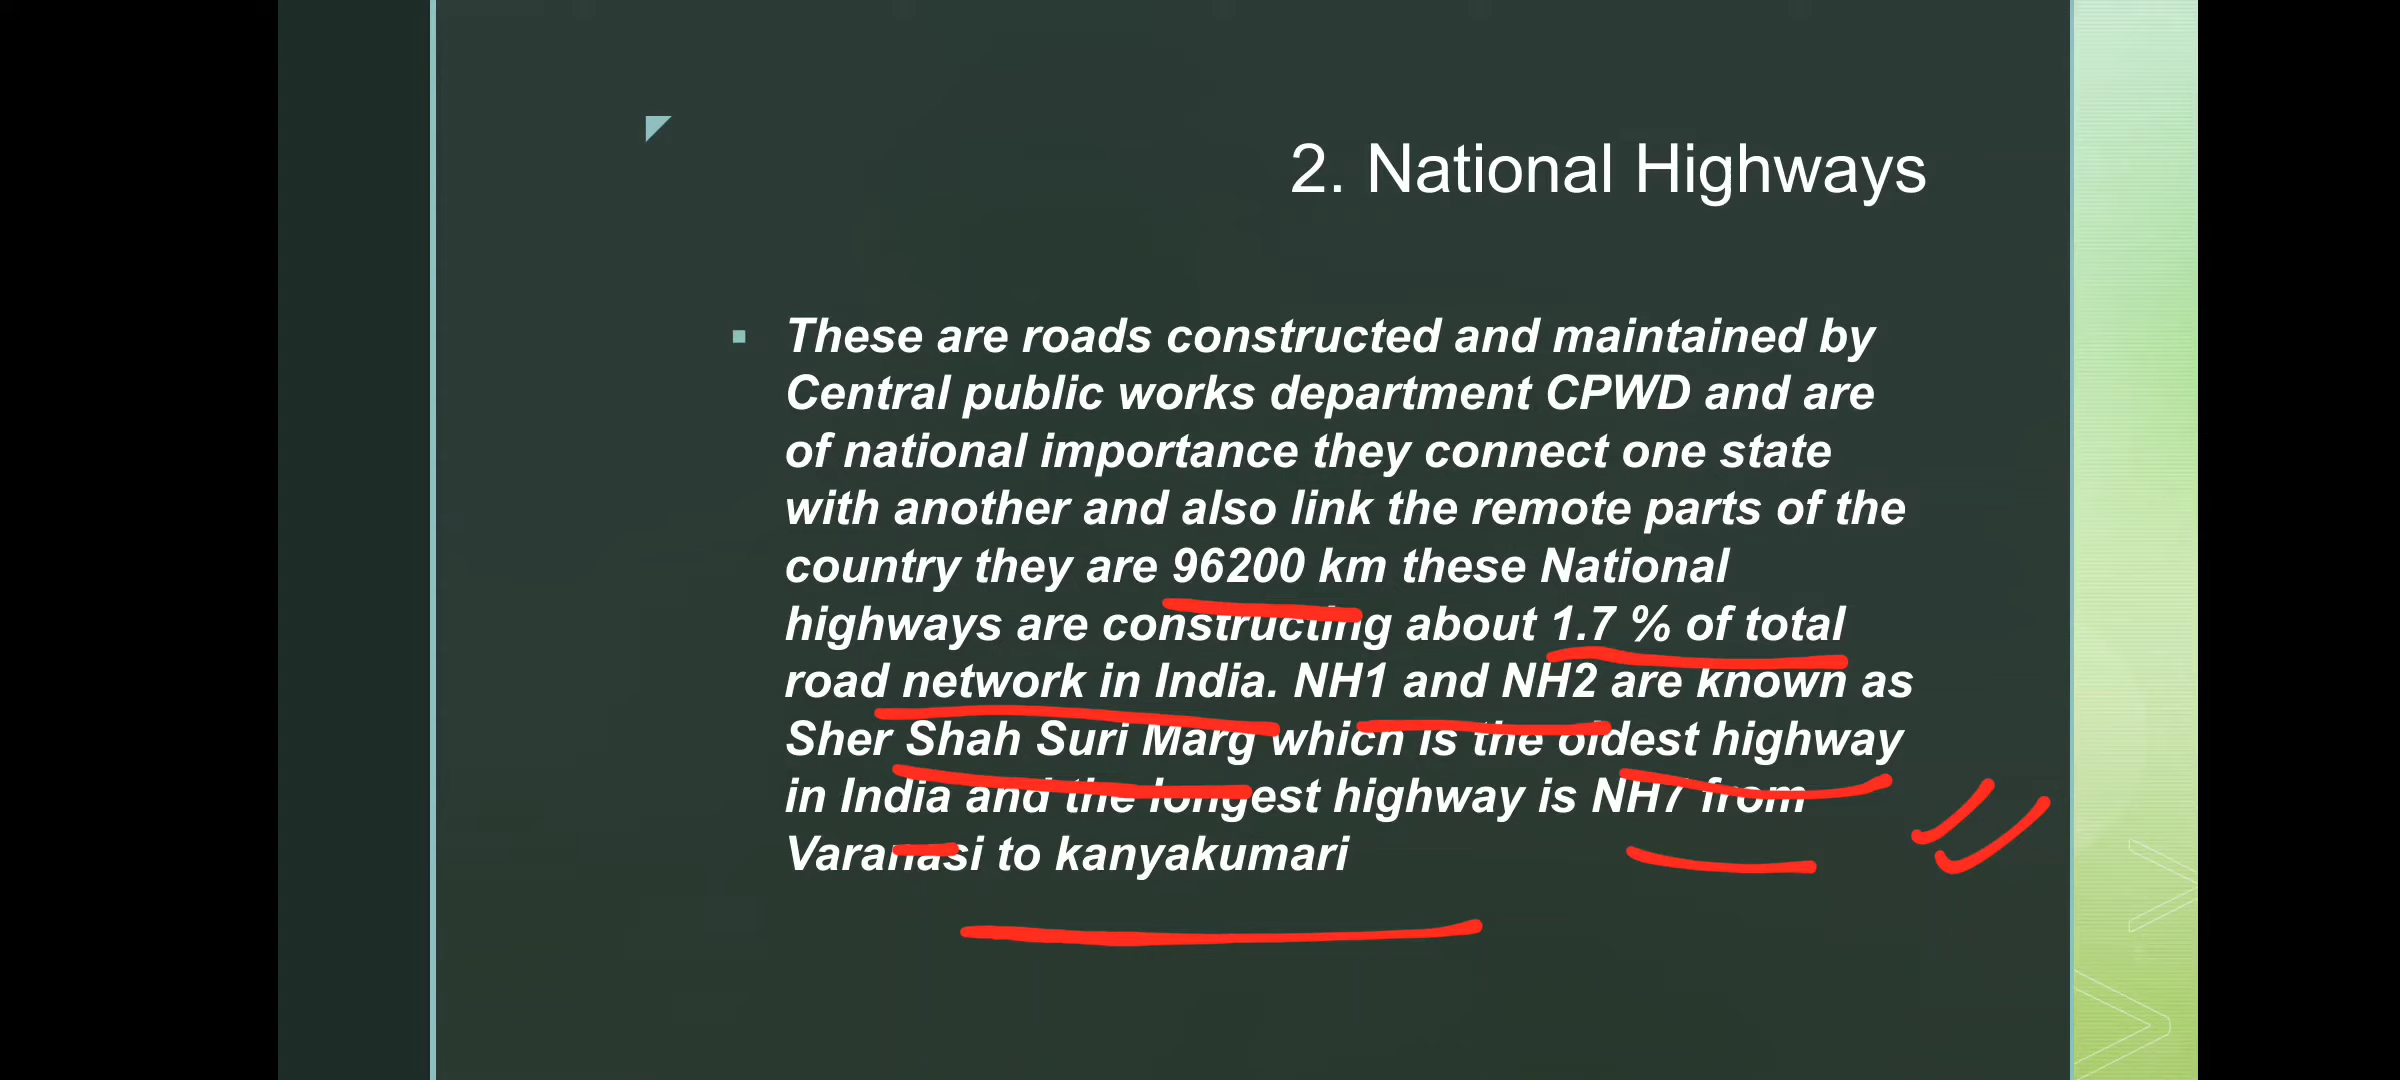 2. National Highways
These are roads constructed and maintained by
Central public works department CPWD and are
of national importance they connect one state
with another and also link the remote parts of the
country they are 96200 km these National
highways are constructing about 1.7 % of total
road network in India. NH1 and NH2 are known as
Sher Shah Suri Marg which is the oldest highway
in India and the longest highway is NH7 from
Varanasi to kanyakumari